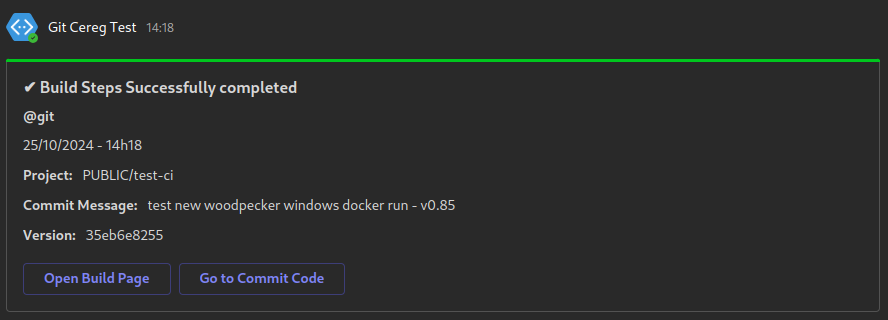 Git Cereg Test 14:18
✔ Build Steps Successfully completed
@git
25/10/2024 - 14h18
Project: PUBLIC/test-ci
Commit Message: test new woodpecker windows docker run - v0.85
Version: 35eb6e8255
Open Build Page Go to Commit Code